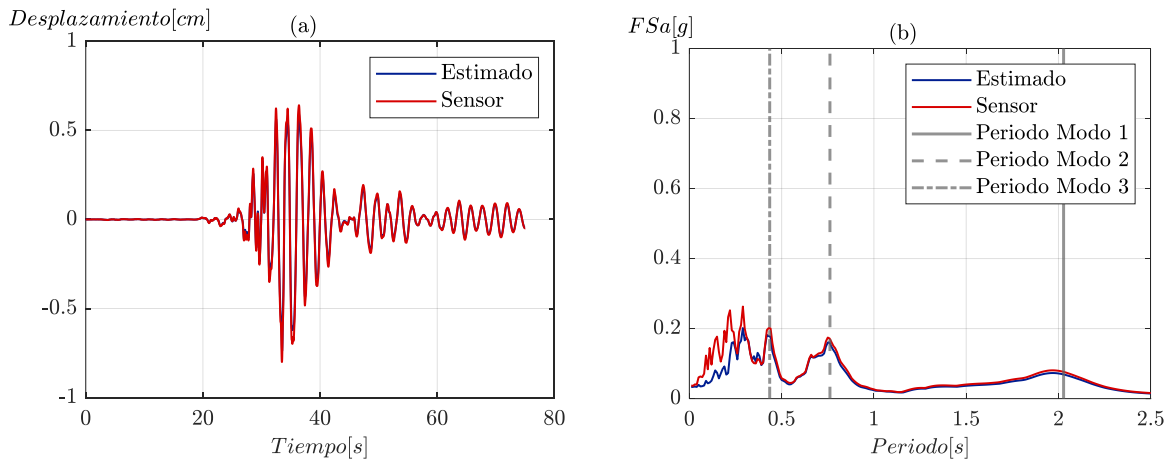 Desplazamiento[cm]
(a)
1
0.5
0
-0.5
-1
Estimado
Sensor
0 20 40 60 80
Tiempo[s]
FSa[g]
(b)
1
0.8
0.6
0.4
0.2
0
Estimado
Sensor
Periodo Modo 1
Periodo Modo 2
Periodo Modo 3
0 0.5 1 1.5 2 2.5
Periodo[s]